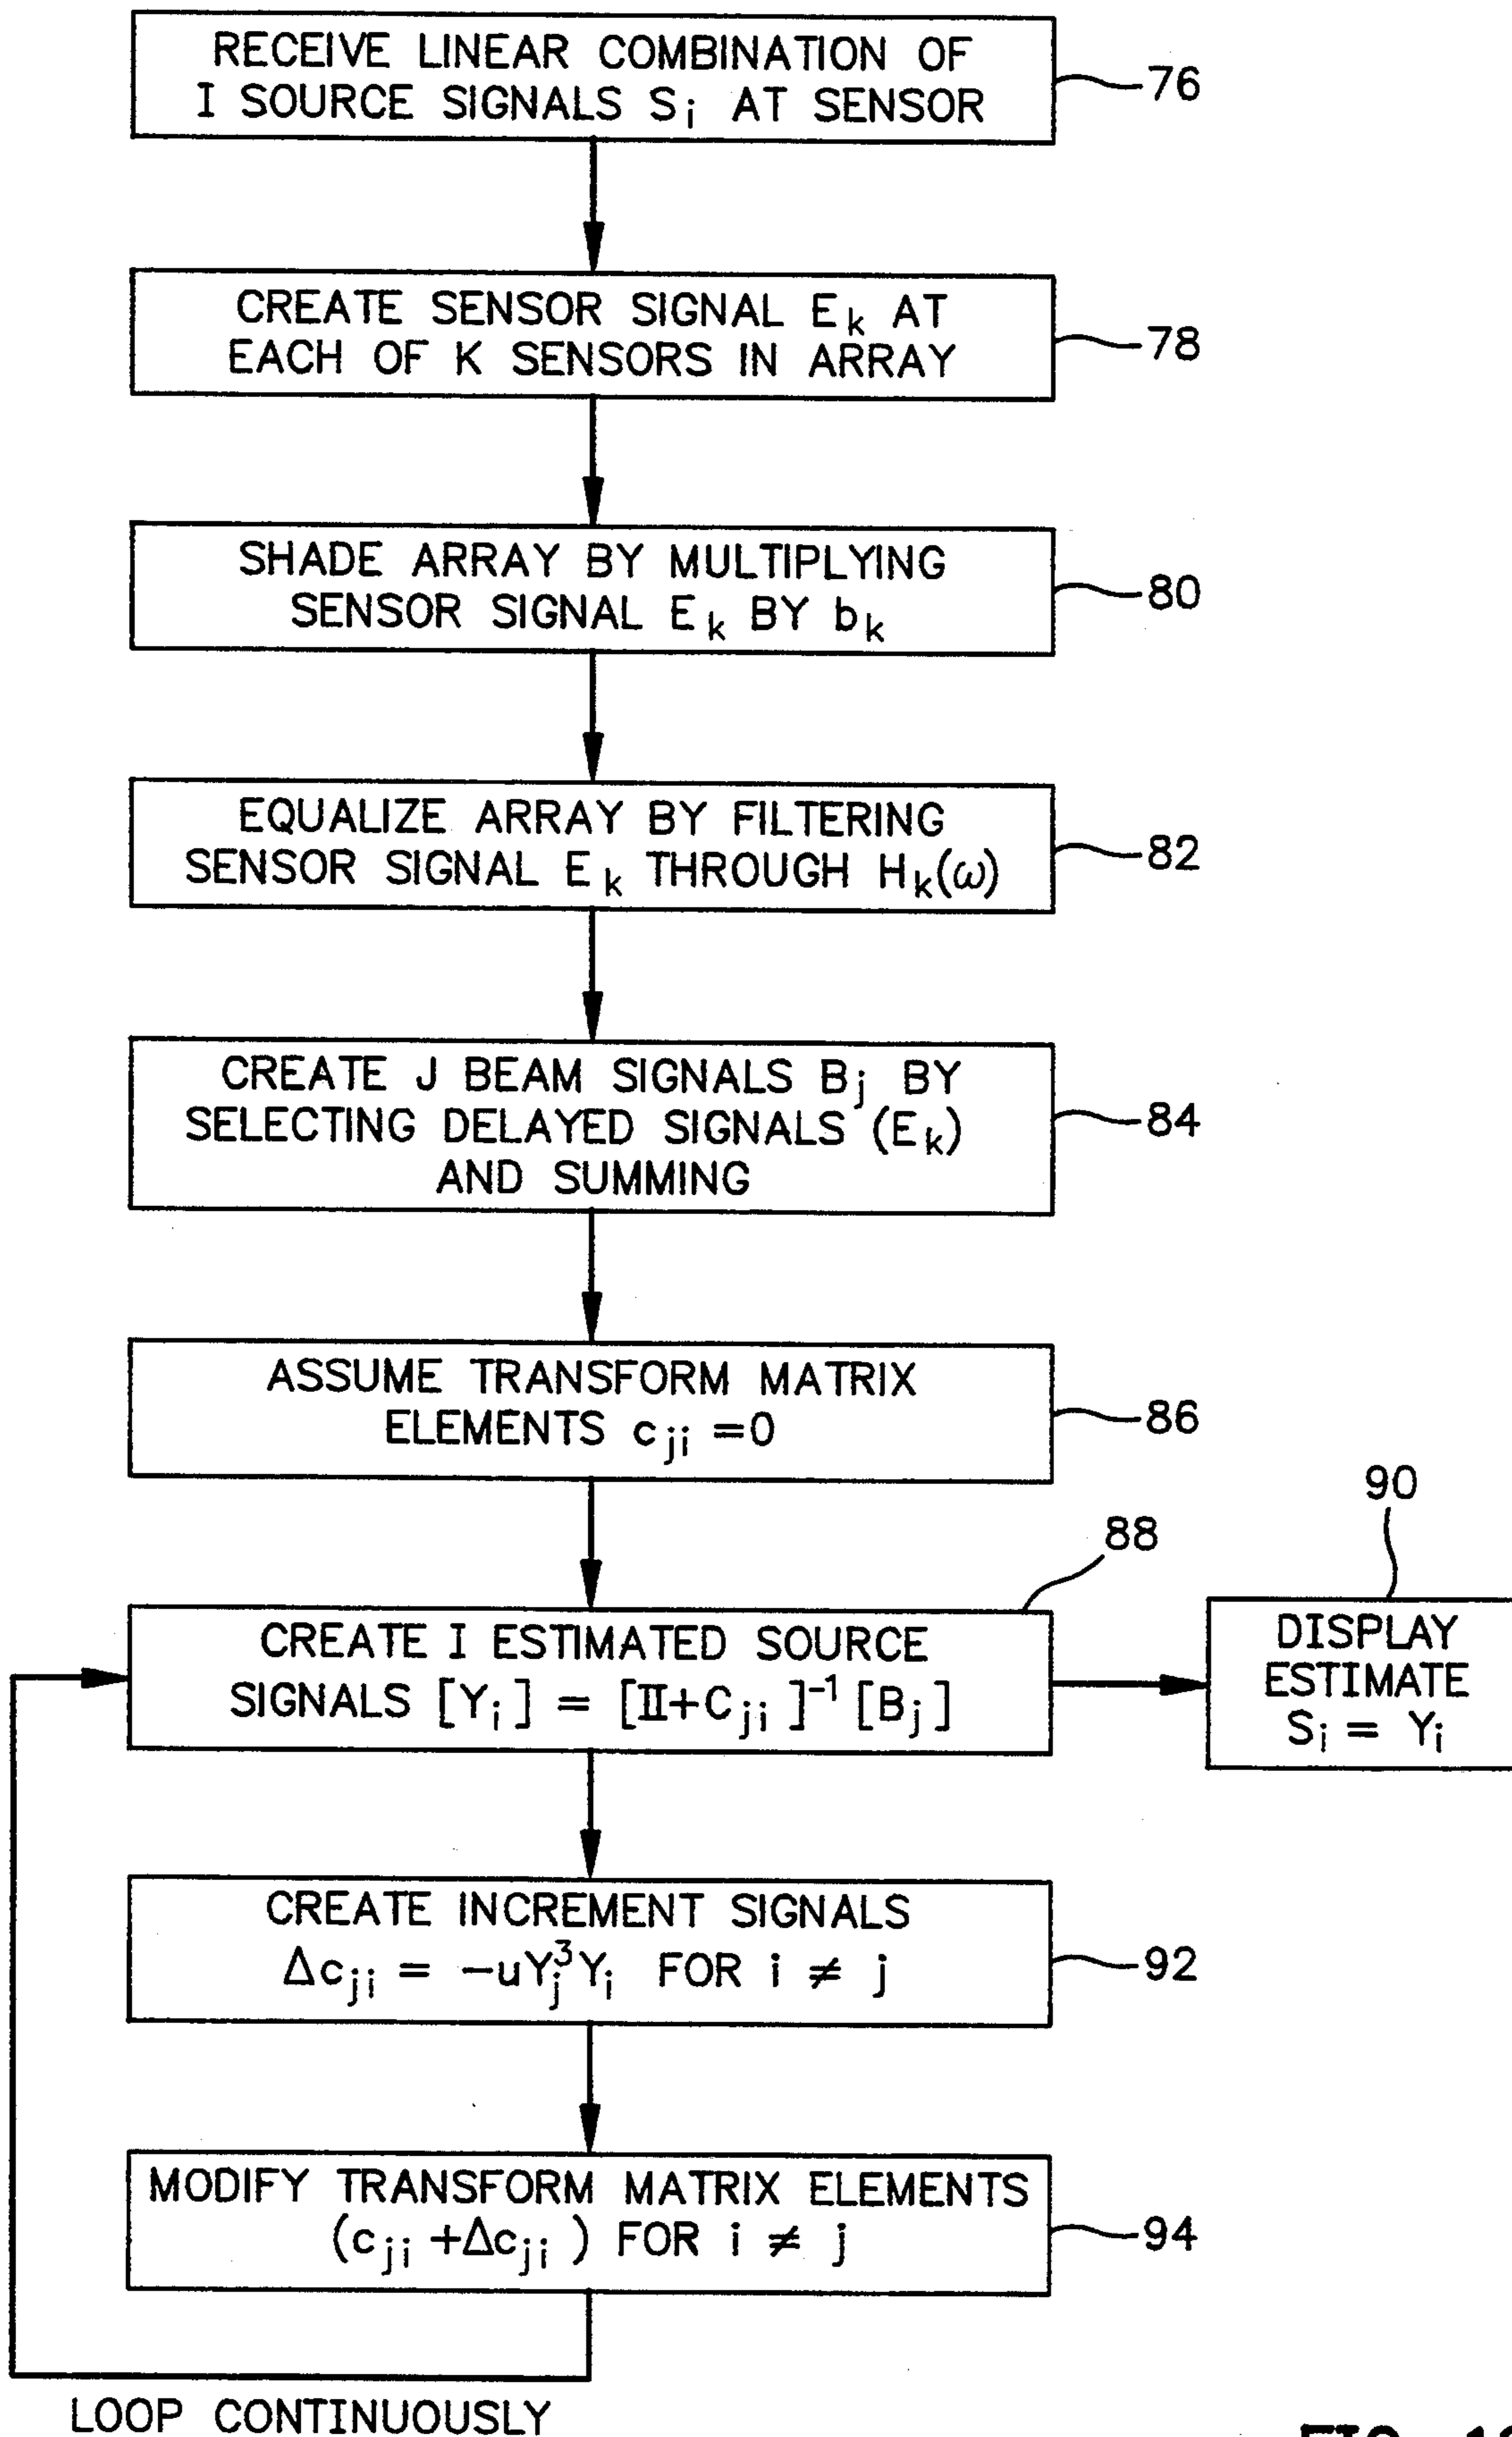 RECEIVE LINEAR COMBINATION OF
I SOURCE SIGNALS Si AT SENSOR
76
CREATE SENSOR SIGNAL Ek AT
EACH OF K SENSORS IN ARRAY
78
SHADE ARRAY BY MULTIPLYING
SENSOR SIGNAL Ek BY bk
80
EQUALIZE ARRAY BY FILTERING
SENSOR SIGNAL Ek THROUGH Hk(ω)
82
CREATE J BEAM SIGNALS Bj BY
SELECTING DELAYED SIGNALS (Ek)
AND SUMMING
84
ASSUME TRANSFORM MATRIX
ELEMENTS cji =0
86
88
90
CREATE I ESTIMATED SOURCE
SIGNALS [Yi] = [II+Cji]⁻¹ [Bj]
DISPLAY
ESTIMATE
Si = Yi
CREATE INCREMENT SIGNALS
Δcji = -uYj³Yi FOR i ≠ j
92
MODIFY TRANSFORM MATRIX ELEMENTS
(cji +Δcji ) FOR i ≠ j
94
LOOP CONTINUOUSLY